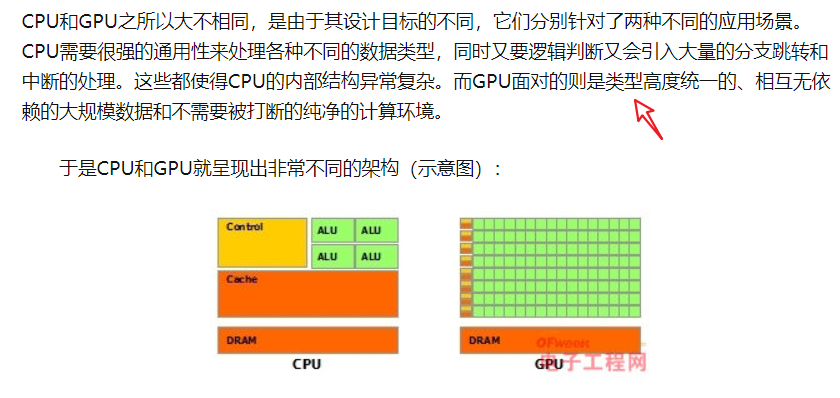 CPU和GPU之所以大不相同，是由于其设计目标的不同，它们分别针对了两种不同的应用场景。
CPU需要很强的通用性来处理各种不同的数据类型，同时又要逻辑判断又会引入大量的分支跳转和
中断的处理。这些都使得CPU的内部结构异常复杂。而GPU面对的则是类型高度统一的、相互无依
赖的大规模数据和不需要被打断的纯净的计算环境。
于是CPU和GPU就呈现出非常不同的架构（示意图）：
Control
ALU
ALU
ALU
ALU
Cache
DRAM
CPU
DRAM
OFweek
电子工程网
GPU